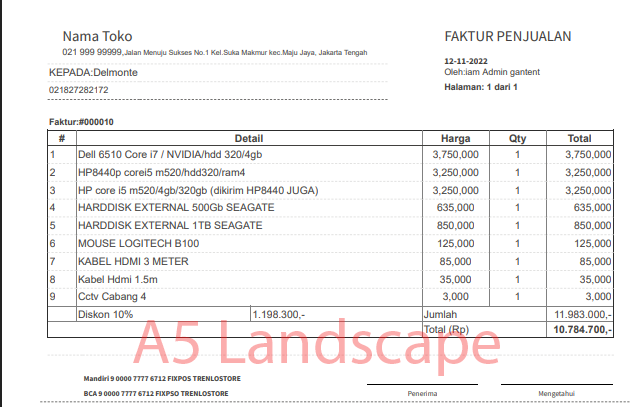 Nama Toko
FAKTUR PENJUALAN
021 999 99999,Jalan Menuju Sukses No.1 Kel.Suka Makmur kec.Maju Jaya, Jakarta Tengah
12-11-2022
KEPADA:Delmonte
Oleh:iam Admin gantent
021827282172
Halaman: 1 dari 1
Faktur:#000010
# Detail Harga Qty Total
1 Dell 6510 Core i7 / NVIDIA/hdd 320/4gb 3,750,000 1 3,750,000
2 HP8440p corei5 m520/hdd320/ram4 3,250,000 1 3,250,000
3 HP core i5 m520/4gb/320gb (dikirim HP8440 JUGA) 3,250,000 1 3,250,000
4 HARDDISK EXTERNAL 500Gb SEAGATE 635,000 1 635,000
5 HARDDISK EXTERNAL 1TB SEAGATE 850,000 1 850,000
6 MOUSE LOGITECH B100 125,000 1 125,000
7 KABEL HDMI 3 METER 85,000 1 85,000
8 Kabel Hdmi 1.5m 35,000 1 35,000
9 Cctv Cabang 4 3,000 1 3,000
Diskon 10% 1.198.300,- Jumlah 11.983.000,-
Total (Rp) 10.784.700,-
A5 Landscape
Mandiri 9 0000 7777 6712 FIXPOS TRENLOSTORE
BCA 9 0000 7777 6712 FIXPSO TRENLOSTORE
Penerima
Mengetahui